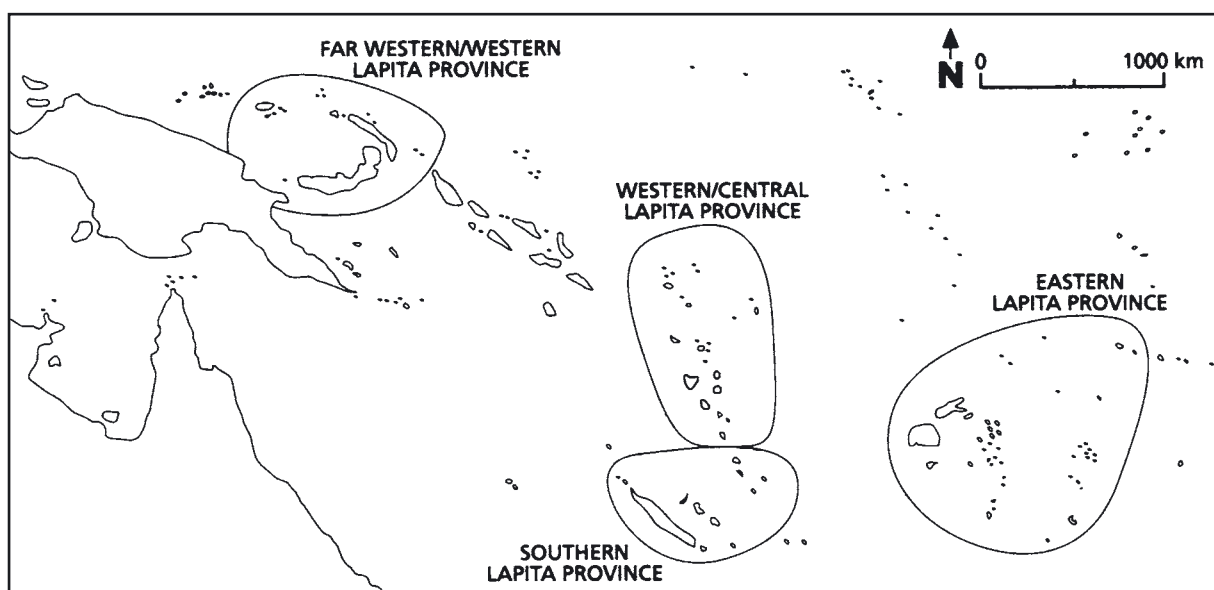 FAR WESTERN/WESTERN
LAPITA PROVINCE
N
0 1000 km
WESTERN/CENTRAL
LAPITA PROVINCE
EASTERN
LAPITA PROVINCE
SOUTHERN
LAPITA PROVINCE